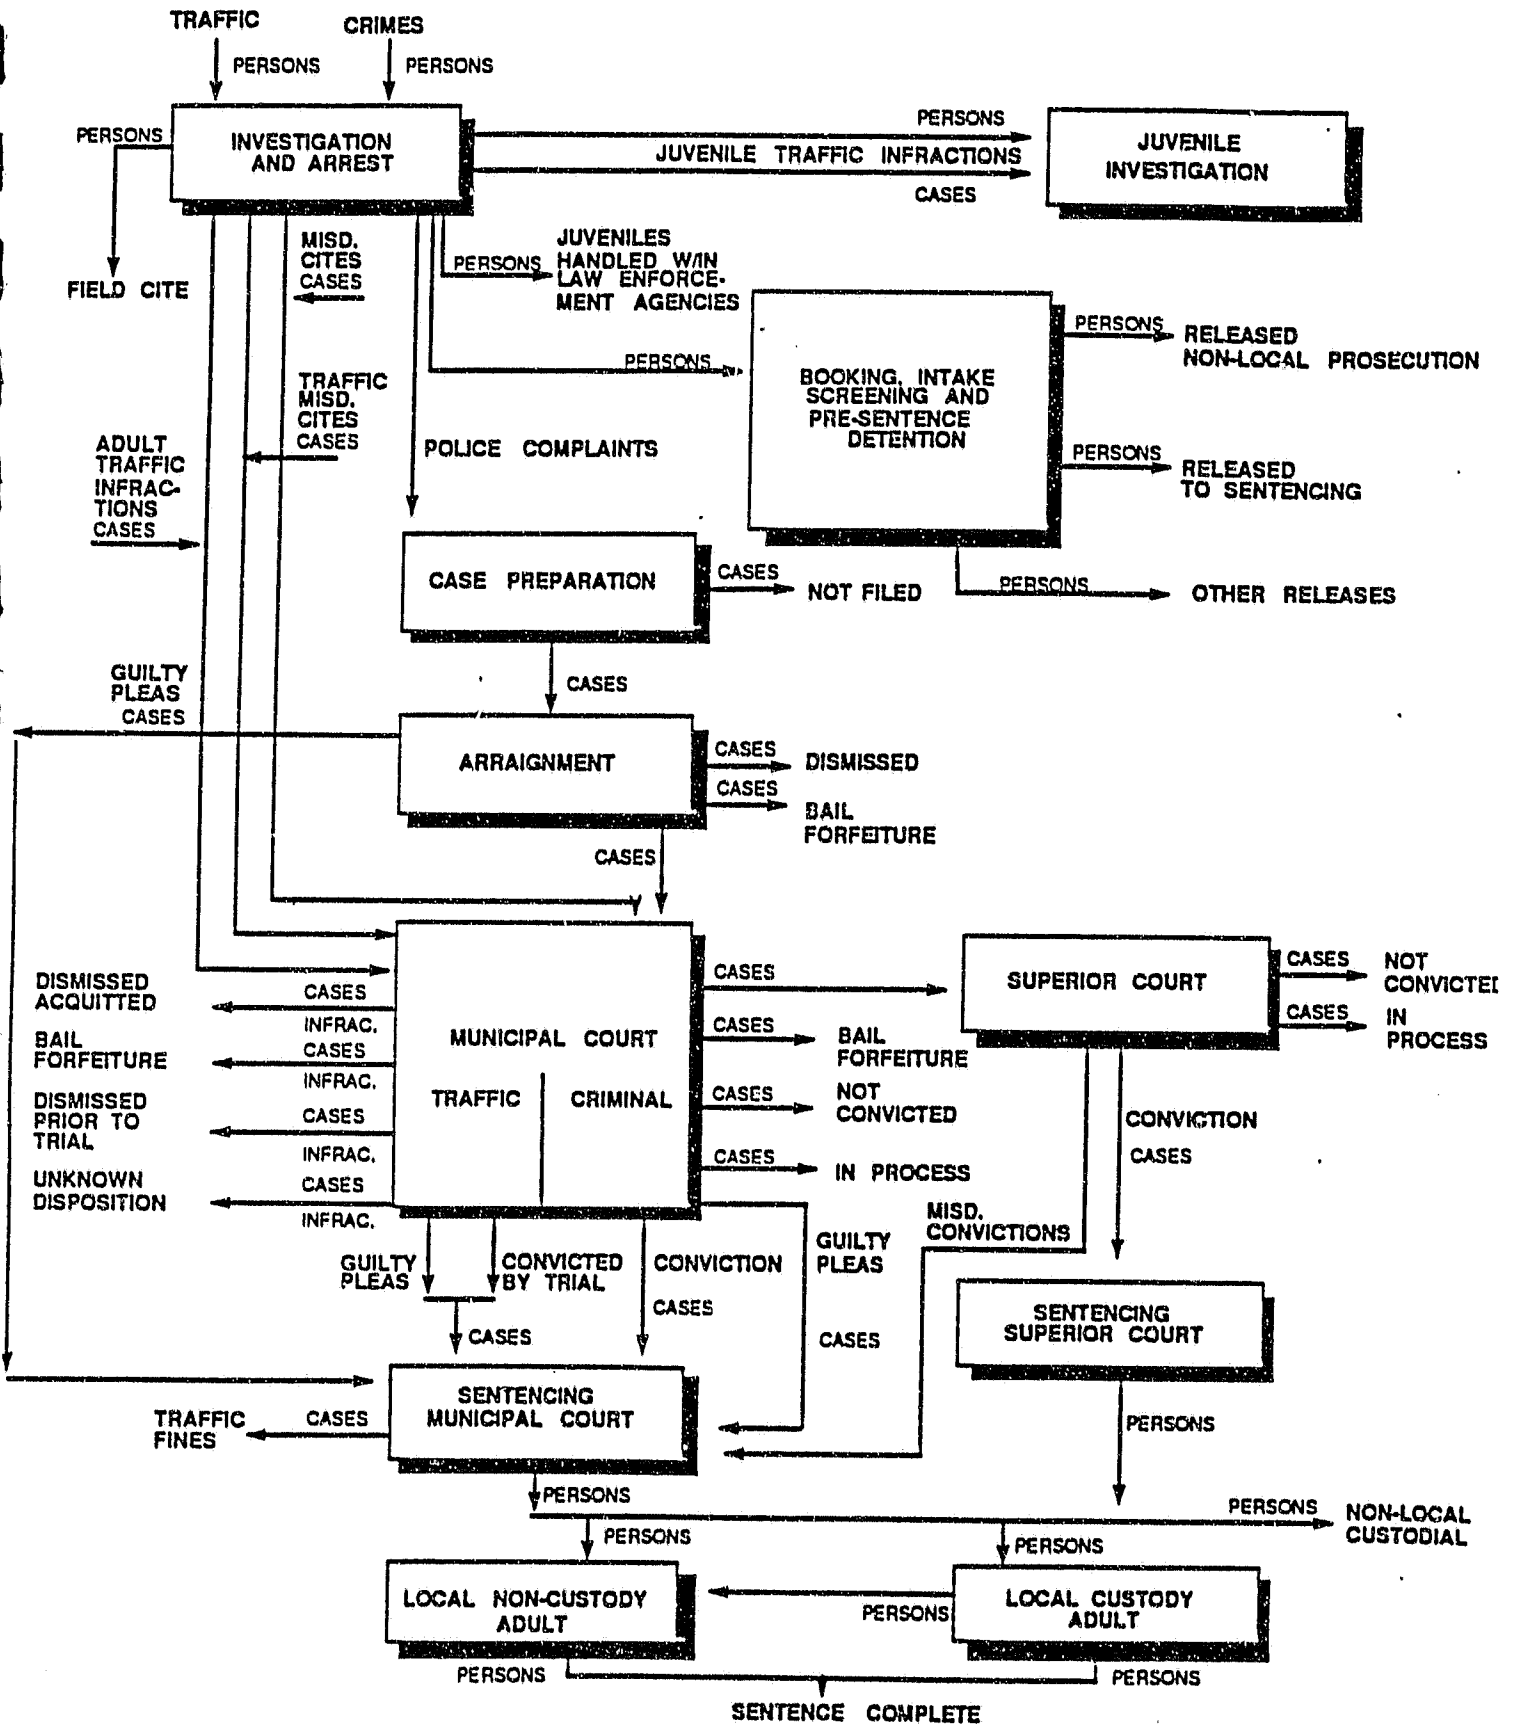 TRAFFIC
CRIMES
PERSONS
PERSONS
PERSONS
INVESTIGATION
AND ARREST
PERSONS
JUVENILE TRAFFIC INFRACTIONS
CASES
JUVENILE
INVESTIGATION
FIELD CITE
MISD.
CITES
CASES
PERSONS
JUVENILES
HANDLED W/IN
LAW ENFORCE-
MENT AGENCIES
PERSONS
BOOKING, INTAKE
SCREENING AND
PRE-SENTENCE
DETENTION
PERSONS
RELEASED
NON-LOCAL PROSECUTION
PERSONS
RELEASED
TO SENTENCING
PERSONS
OTHER RELEASES
TRAFFIC
MISD.
CITES
CASES
ADULT
TRAFFIC
INFRAC-
TIONS
CASES
POLICE COMPLAINTS
CASE PREPARATION
CASES
NOT FILED
CASES
GUILTY
PLEAS
CASES
ARRAIGNMENT
CASES
DISMISSED
CASES
BAIL
FORFEITURE
CASES
MUNICIPAL COURT
TRAFFIC
CRIMINAL
DISMISSED
ACQUITTED
CASES
INFRAC.
BAIL
FORFEITURE
CASES
INFRAC.
DISMISSED
PRIOR TO
TRIAL
CASES
INFRAC.
UNKNOWN
DISPOSITION
CASES
INFRAC.
CASES
CASES
BAIL
FORFEITURE
CASES
NOT
CONVICTED
CASES
IN PROCESS
SUPERIOR COURT
CASES
NOT
CONVICTED
CASES
IN
PROCESS
CONVICTION
CASES
MISD.
CONVICTIONS
GUILTY
PLEAS
CONVICTED
BY TRIAL
CASES
CONVICTION
CASES
GUILTY
PLEAS
CASES
SENTENCING
SUPERIOR COURT
PERSONS
SENTENCING
MUNICIPAL COURT
TRAFFIC
FINES
CASES
PERSONS
PERSONS
NON-LOCAL
CUSTODIAL
PERSONS
PERSONS
LOCAL NON-CUSTODY
ADULT
PERSONS
LOCAL CUSTODY
ADULT
PERSONS
PERSONS
SENTENCE COMPLETE